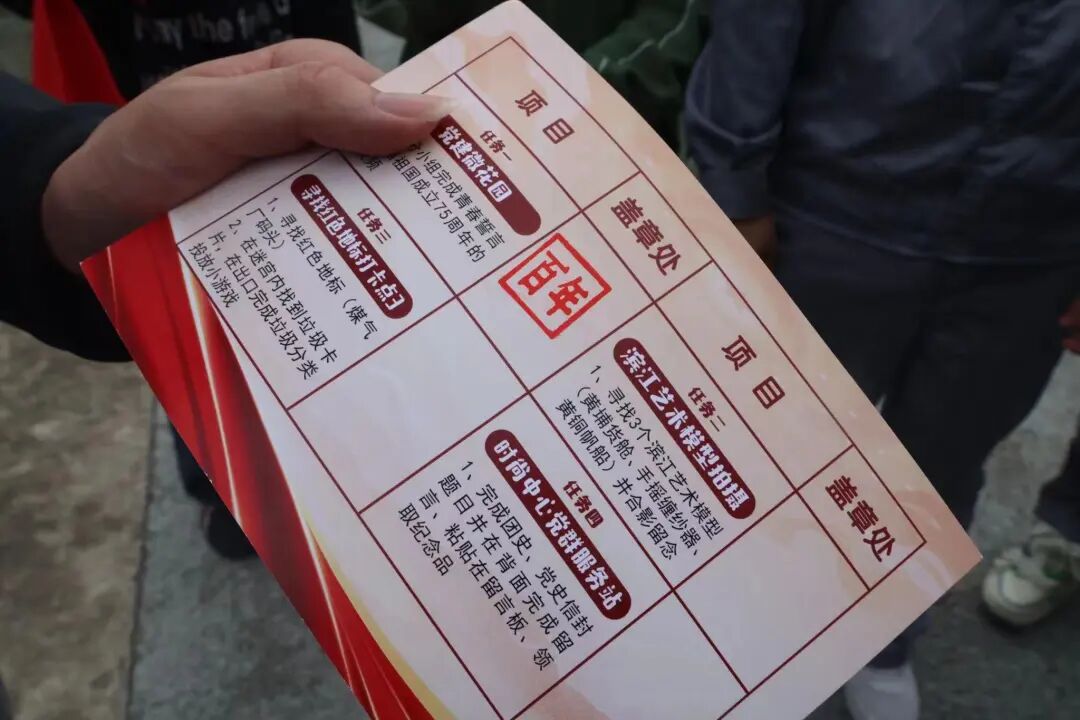 项目
盖章处
项目
盖章处
任务一
党建微花园
小组完成青春誓言
祖国成立75周年的
百年
任务二
滨江艺术模型拍摄
1、寻找3个滨江艺术模型
(黄埔货舱、手摇缠纱器、
黄铜帆船)并合影留念
任务三
寻找红色地标打卡点3
1、寻找红色地标(煤气
厂码头)
2、在迷宫内找到垃圾卡
片，在出口完成垃圾分类
投放小游戏
任务四
时尚中心党群服务站
1、完成团史、党史信封
题目并在背面完成留
言、粘贴在留言板、领
取纪念品